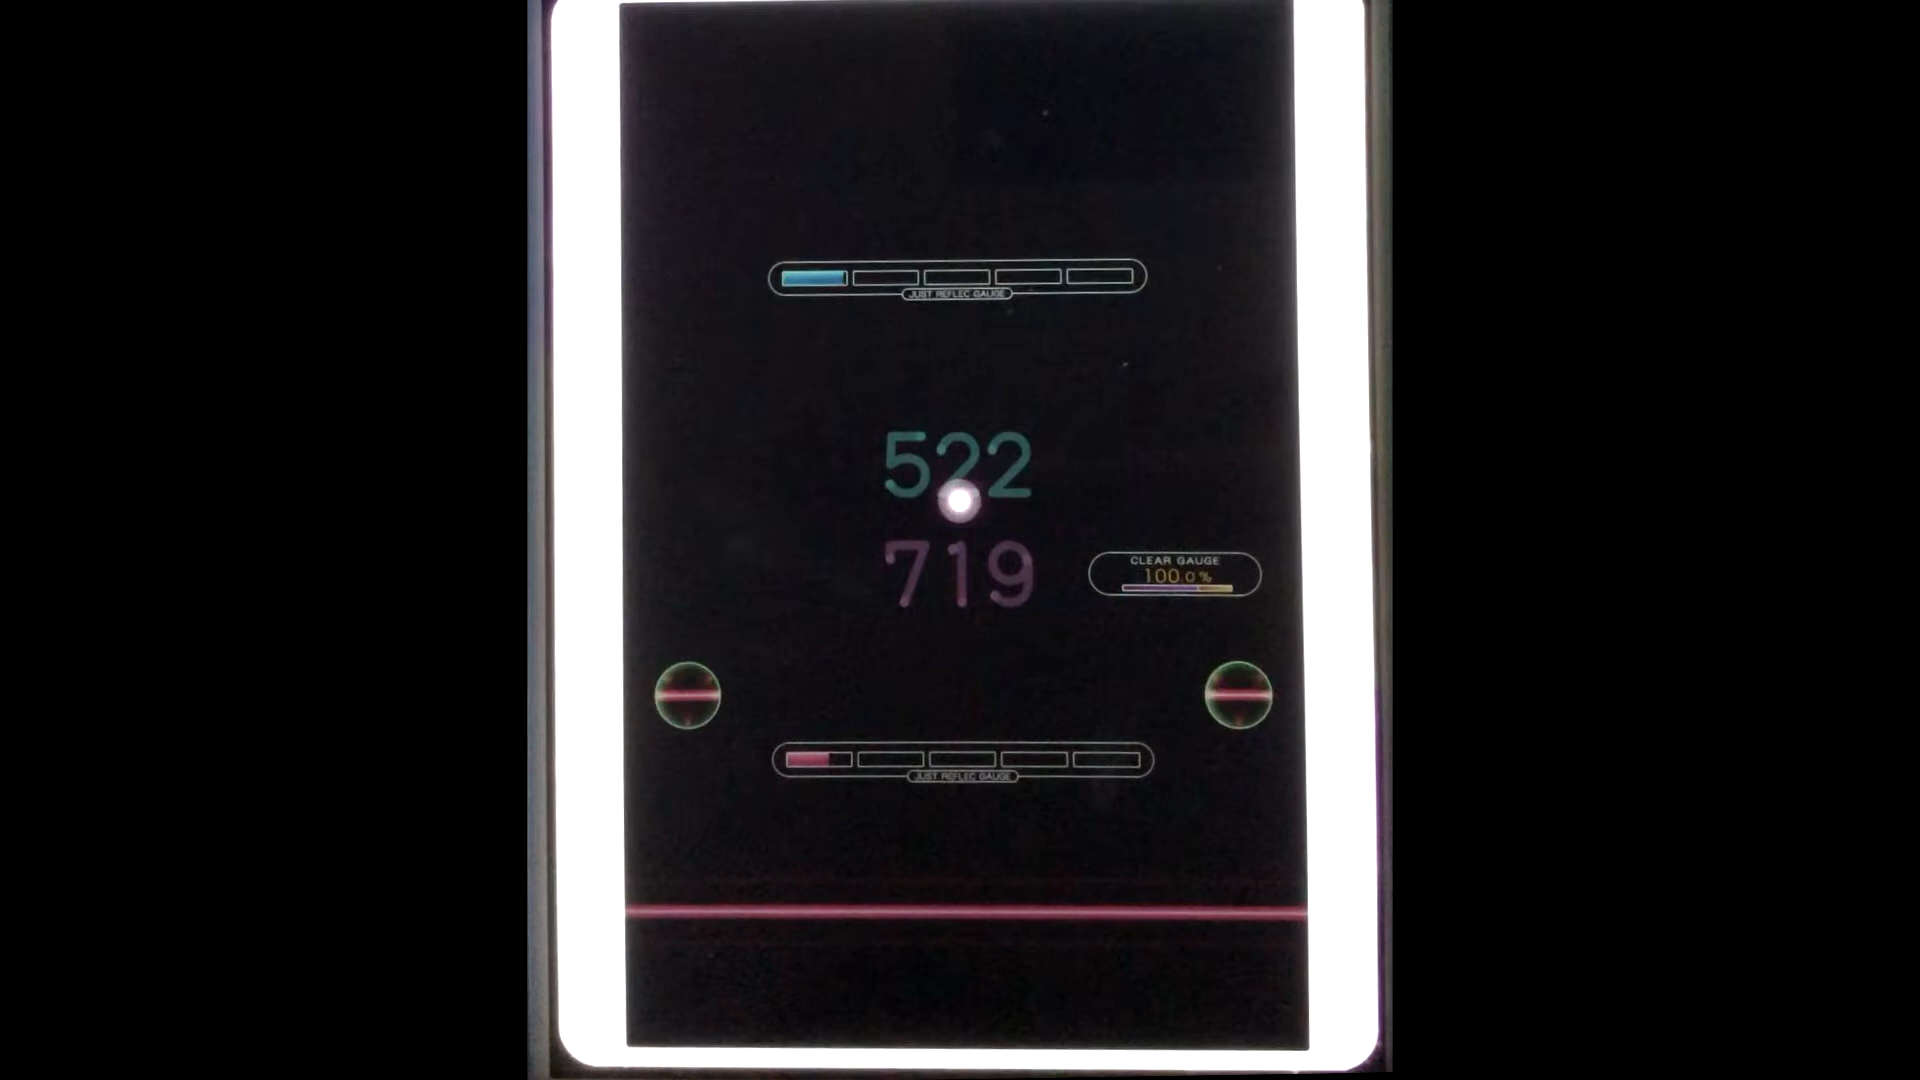 JUST REFLEC GAUGE
522
719
CLEAR GAUGE
100.0%
JUST REFLEC GAUGE